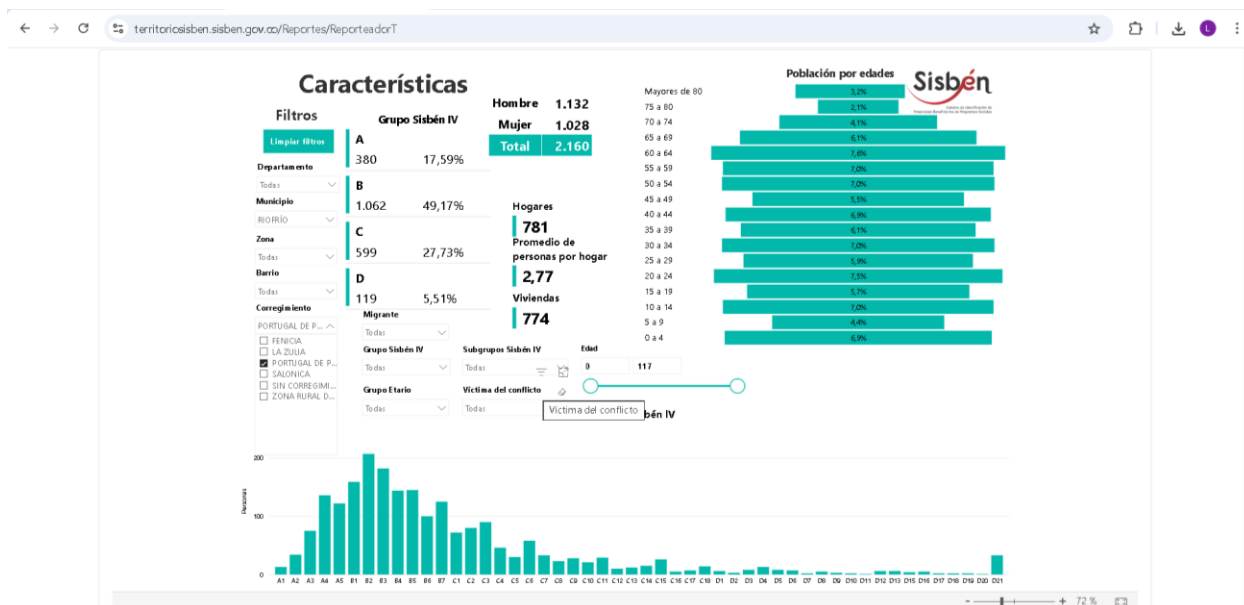 territoriosisben.sisben.gov.co/Reportes/ReporteadorT
L
Características
Filtros
Limpiar filtros
Departamento
Todas
Municipio
RIOFRÍO
Zona
Todas
Barrio
Todas
Corregimiento
PORTUGAL DE P...
FENICIA
LA ZULIA
PORTUGAL DE P...
SALONICA
SIN CORREGIMI...
ZONA RURAL D...
Grupo Sisbén IV
A
380 17,59%
B
1.062 49,17%
C
599 27,73%
D
119 5,51%
Hombre 1.132
Mujer 1.028
Total 2.160
Hogares
781
Promedio de
personas por hogar
2,77
Viviendas
774
Migrante
Todas
Grupo Sisbén IV
Todas
Subgrupos Sisbén IV
Todas
Edad
0 117
Grupo Etario
Todas
Víctima del conflicto
Todas
Víctima del conflicto
bén IV
Población por edades
Sisbén
Mayores de 80 3,2%
75 a 80 2,1%
70 a 74 4,1%
65 a 69 6,1%
60 a 64 7,6%
55 a 59 7,0%
50 a 54 7,0%
45 a 49 5,5%
40 a 44 6,9%
35 a 39 6,1%
30 a 34 7,0%
25 a 29 5,9%
20 a 24 7,5%
15 a 19 5,7%
10 a 14 7,0%
5 a 9 4,4%
0 a 4 6,9%
Personas
200
100
0
A1 A2 A3 A4 A5 B1 B2 B3 B4 B5 B6 B7 C1 C2 C3 C4 C5 C6 C7 C8 C9 C10 C11 C12 C13 C14 C15 C16 C17 C18 D1 D2 D3 D4 D5 D6 D7 D8 D9 D10 D11 D12 D13 D15 D16 D17 D18 D19 D20 D21
- + 72 %